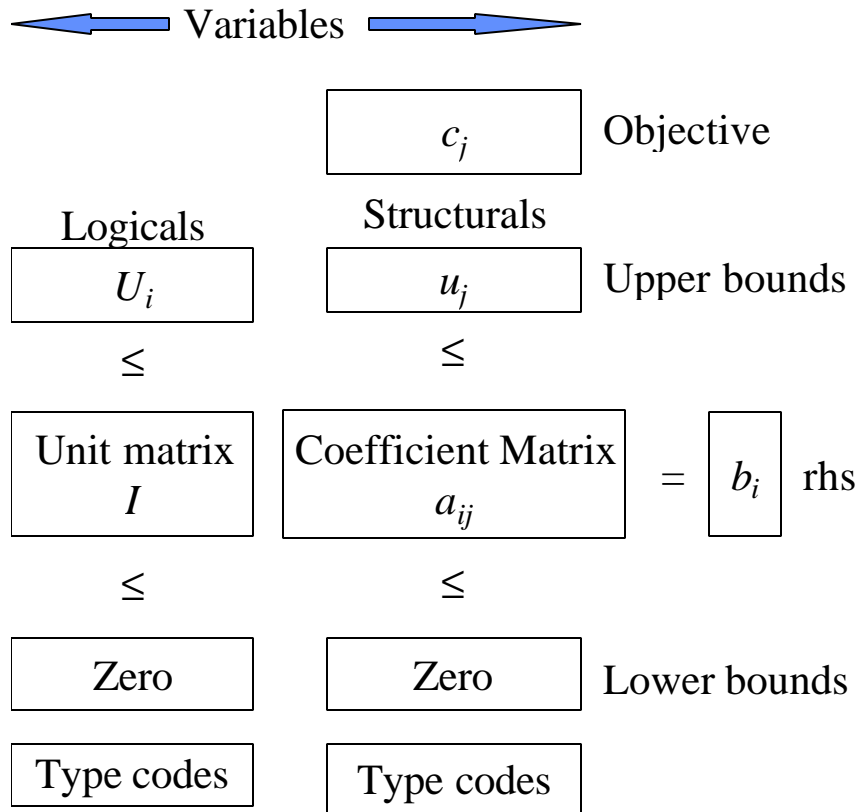 Variables
c_j Objective
Logicals Structurals
U_i u_j Upper bounds
≤ ≤
Unit matrix Coefficient Matrix
I a_ij = b_i rhs
≤ ≤
Zero Zero Lower bounds
Type codes Type codes